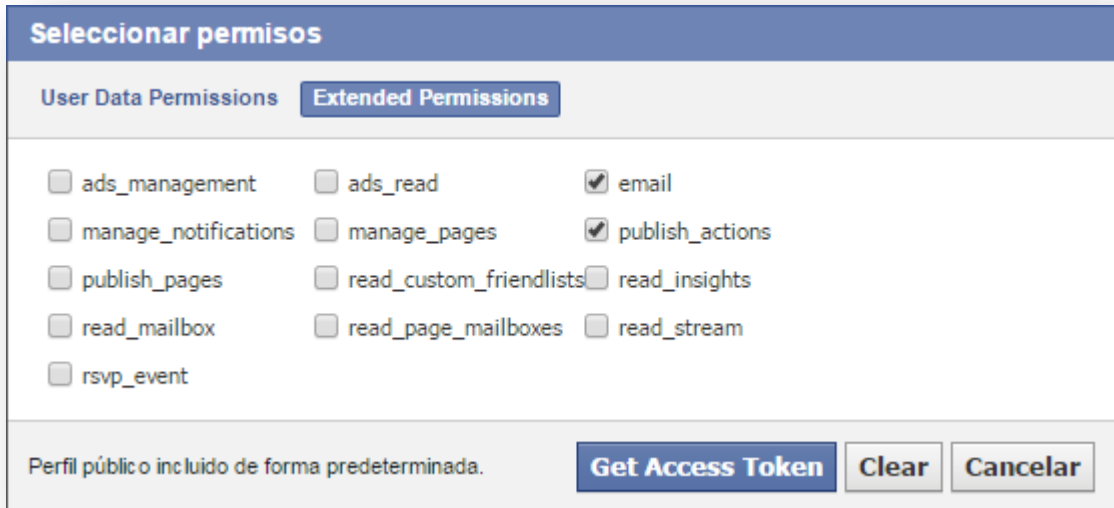 Seleccionar permisos
User Data Permissions Extended Permissions
ads_management ads_read email
manage_notifications manage_pages publish_actions
publish_pages read_custom_friendlists read_insights
read_mailbox read_page_mailboxes read_stream
rsvp_event
Perfil público incluido de forma predeterminada. Get Access Token Clear Cancelar